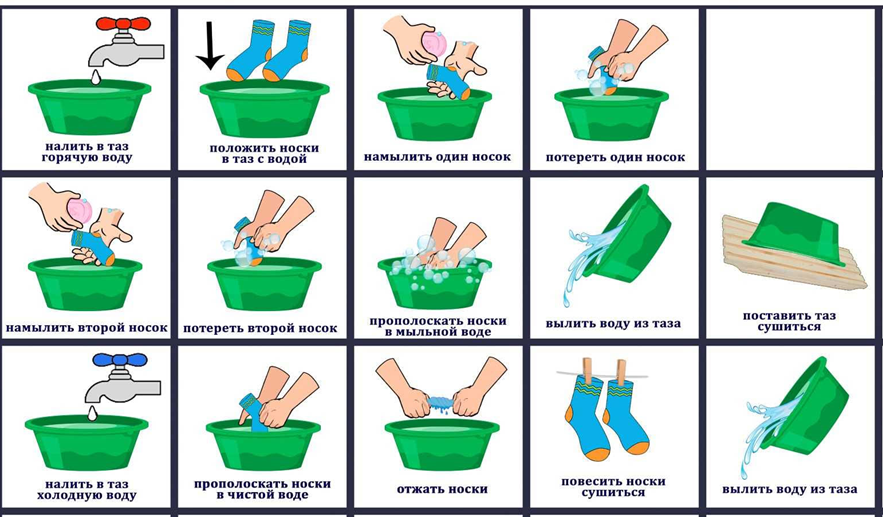 налить в таз
горячую воду
положить носки
в таз с водой
намылить один носок
потереть один носок
намылить второй носок
потереть второй носок
прополоскать носки
в мыльной воде
вылить воду из таза
поставить таз
сушиться
налить в таз
холодную воду
прополоскать носки
в чистой воде
отжать носки
повесить носки
сушиться
вылить воду из таза